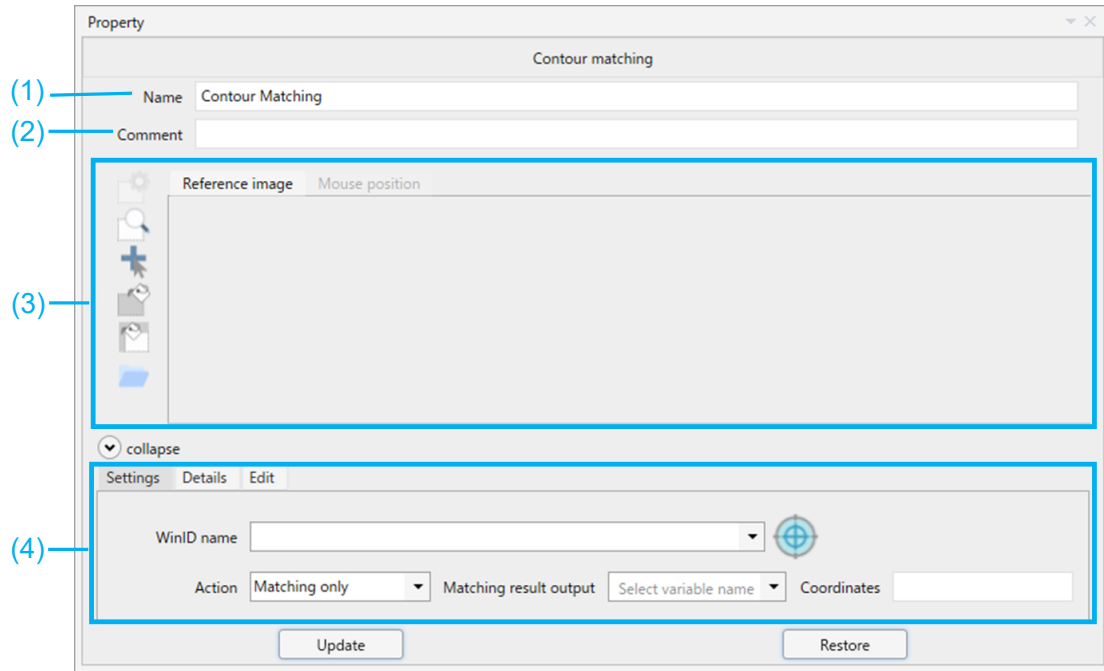 Property
Contour matching
(1) Name Contour Matching
(2) Comment
Reference image Mouse position
(3)
collapse
Settings Details Edit
(4) WinID name
Action Matching only Matching result output Select variable name Coordinates
Update Restore